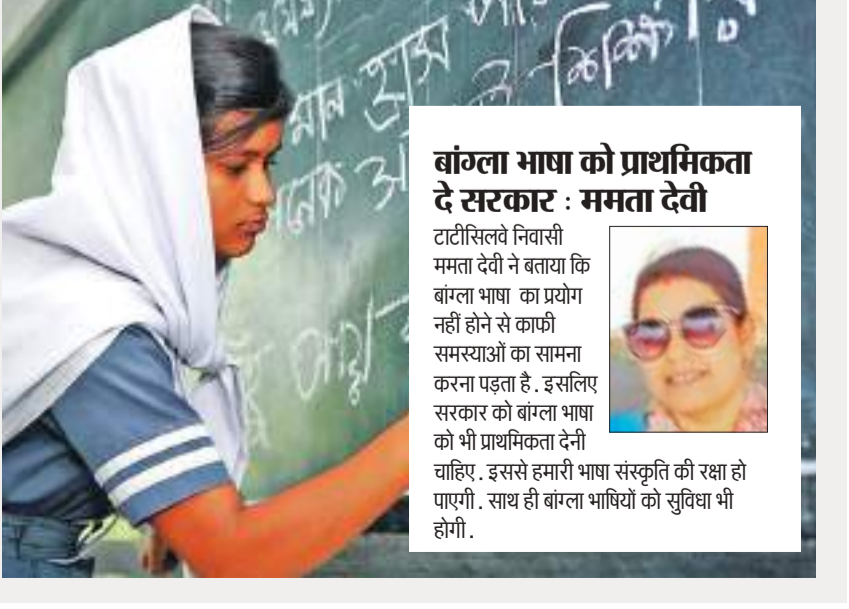 बांग्ला भाषा को प्राथमिकता
दे सरकार : ममता देवी
टाटीसिलवे निवासी
ममता देवी ने बताया कि
बांग्ला भाषा का प्रयोग
नहीं होने से काफी
समस्याओं का सामना
करना पड़ता है. इसलिए
सरकार को बांग्ला भाषा
को भी प्राथमिकता देनी
चाहिए. इससे हमारी भाषा संस्कृति की रक्षा हो
पाएगी. साथ ही बांग्ला भाषियों को सुविधा भी
होगी.